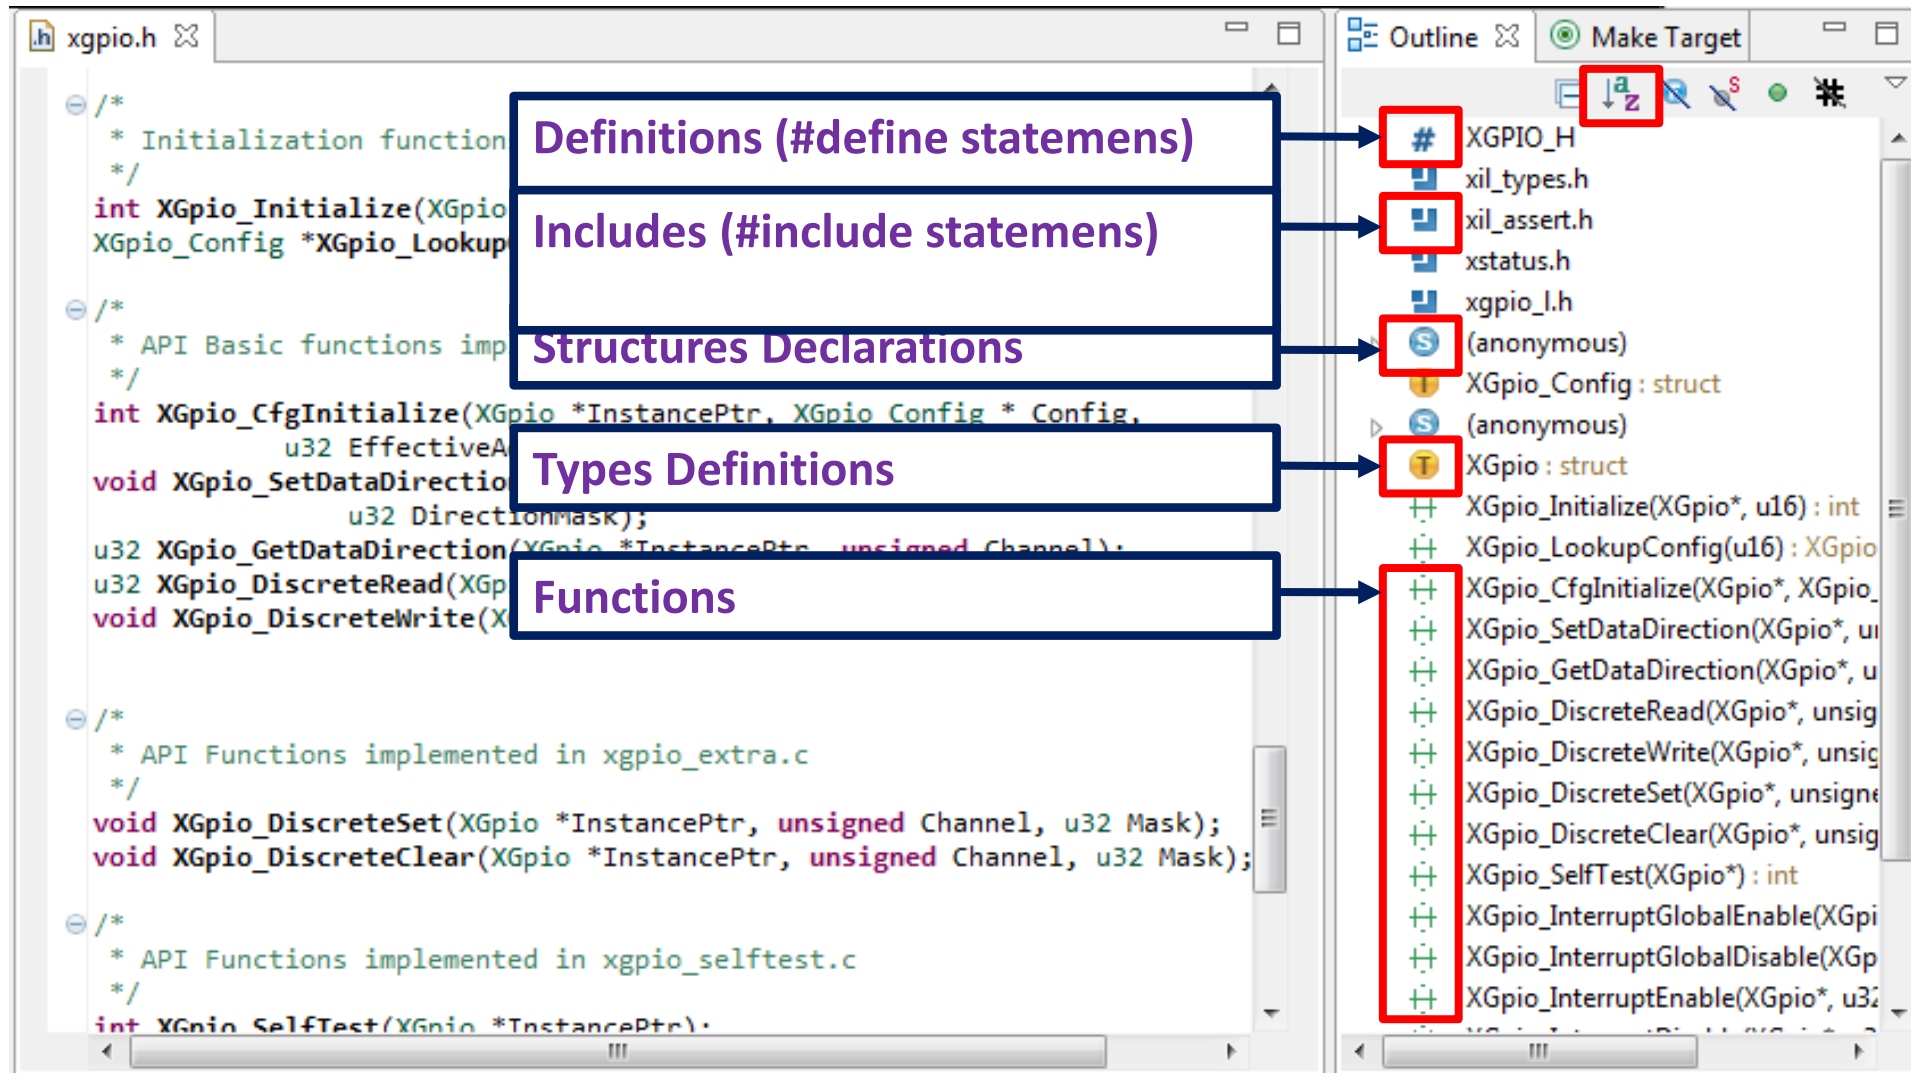 xgpio.h
/*
* Initialization function
*/
int XGpio_Initialize(XGpio
XGpio_Config *XGpio_Lookup
/*
* API Basic functions imp
*/
int XGpio_CfgInitialize(XGpio *InstancePtr, XGpio_Config * Config,
u32 EffectiveA
void XGpio_SetDataDirection
u32 DirectionMask);
u32 XGpio_GetDataDirection(XGpio *InstancePtr, unsigned Channel);
u32 XGpio_DiscreteRead(XGp
void XGpio_DiscreteWrite(X
/*
* API Functions implemented in xgpio_extra.c
*/
void XGpio_DiscreteSet(XGpio *InstancePtr, unsigned Channel, u32 Mask);
void XGpio_DiscreteClear(XGpio *InstancePtr, unsigned Channel, u32 Mask);
/*
* API Functions implemented in xgpio_selftest.c
*/
int XGpio_SelfTest(XGpio *InstancePtr);
Definitions (#define statemens)
Includes (#include statemens)
Structures Declarations
Types Definitions
Functions
Outline
Make Target
# XGPIO_H
xil_types.h
xil_assert.h
xstatus.h
xgpio_l.h
S (anonymous)
T XGpio_Config : struct
S (anonymous)
T XGpio : struct
XGpio_Initialize(XGpio*, u16) : int
XGpio_LookupConfig(u16) : XGpio
XGpio_CfgInitialize(XGpio*, XGpio_
XGpio_SetDataDirection(XGpio*, u
XGpio_GetDataDirection(XGpio*, u
XGpio_DiscreteRead(XGpio*, unsig
XGpio_DiscreteWrite(XGpio*, unsig
XGpio_DiscreteSet(XGpio*, unsigne
XGpio_DiscreteClear(XGpio*, unsig
XGpio_SelfTest(XGpio*) : int
XGpio_InterruptGlobalEnable(XGpi
XGpio_InterruptGlobalDisable(XGp
XGpio_InterruptEnable(XGpio*, u32